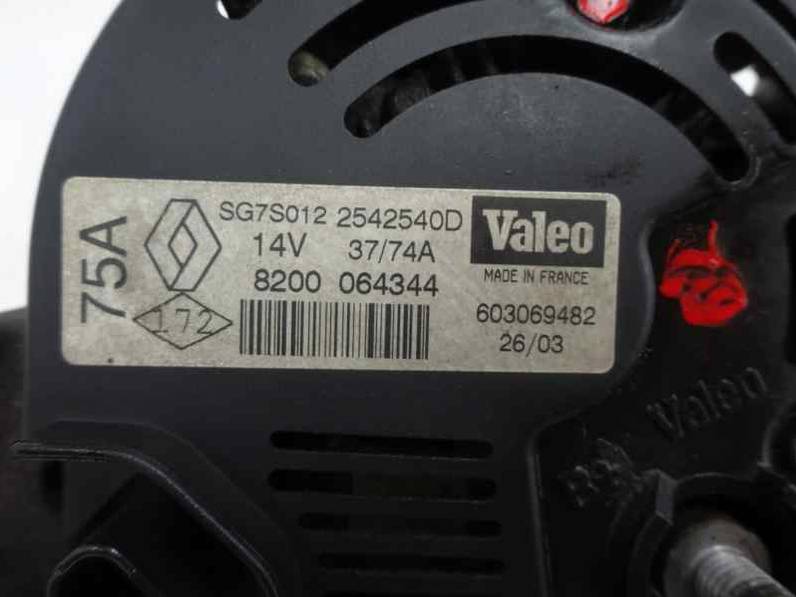 75A
SG7S012 2542540D
14V 37/74A
8200 064344
172
Valeo
MADE IN FRANCE
603069482
26/03
Valeo